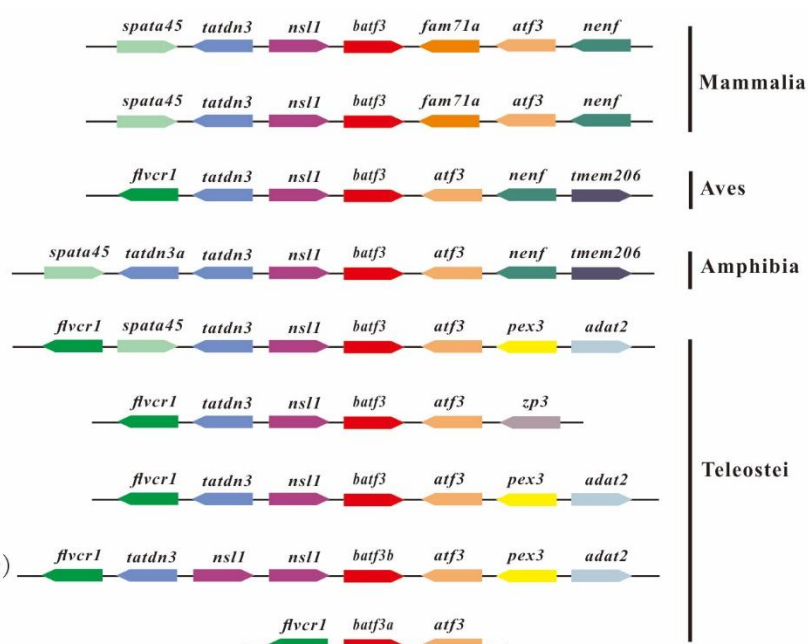 spata45 tatdn3 nsl1 batf3 fam71a atf3 nenf
Mammalia
spata45 tatdn3 nsl1 batf3 fam71a atf3 nenf
flvcr1 tatdn3 nsl1 batf3 atf3 nenf tmem206
Aves
spata45 tatdn3a tatdn3 nsl1 batf3 atf3 nenf tmem206
Amphibia
flvcr1 spata45 tatdn3 nsl1 batf3 atf3 pex3 adat2
flvcr1 tatdn3 nsl1 batf3 atf3 zp3
Teleostei
flvcr1 tatdn3 nsl1 batf3 atf3 pex3 adat2
flvcr1 tatdn3 nsl1 nsl1 batf3b atf3 pex3 adat2
)
flvcr1 batf3a atf3